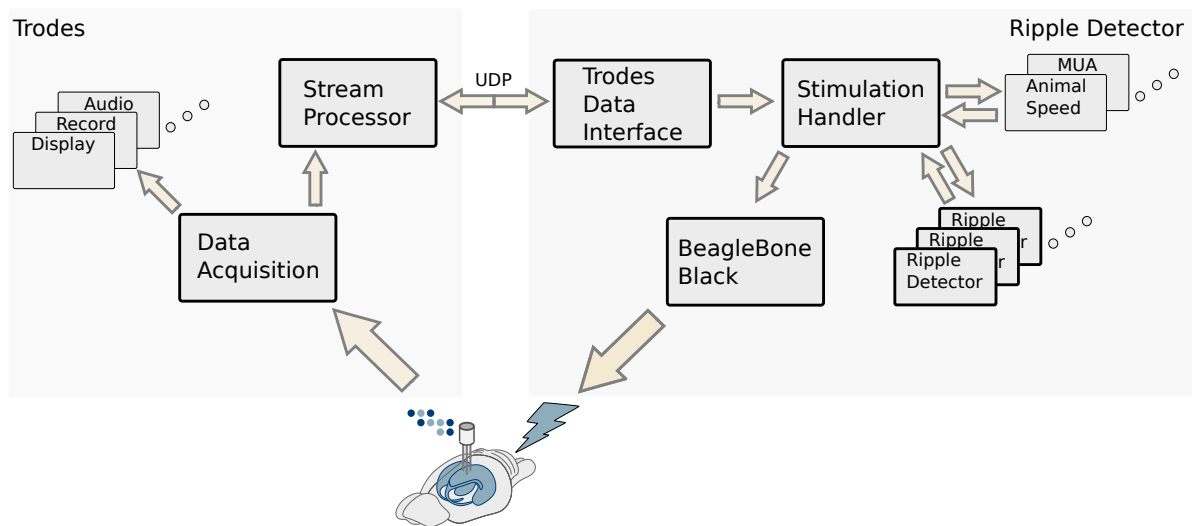 Trodes
Ripple Detector
Audio
Record
Display
Stream
Processor
UDP
Trodes
Data
Interface
Stimulation
Handler
MUA
Animal
Speed
Data
Acquisition
BeagleBone
Black
Ripple
r
Ripple
r
Ripple
Detector